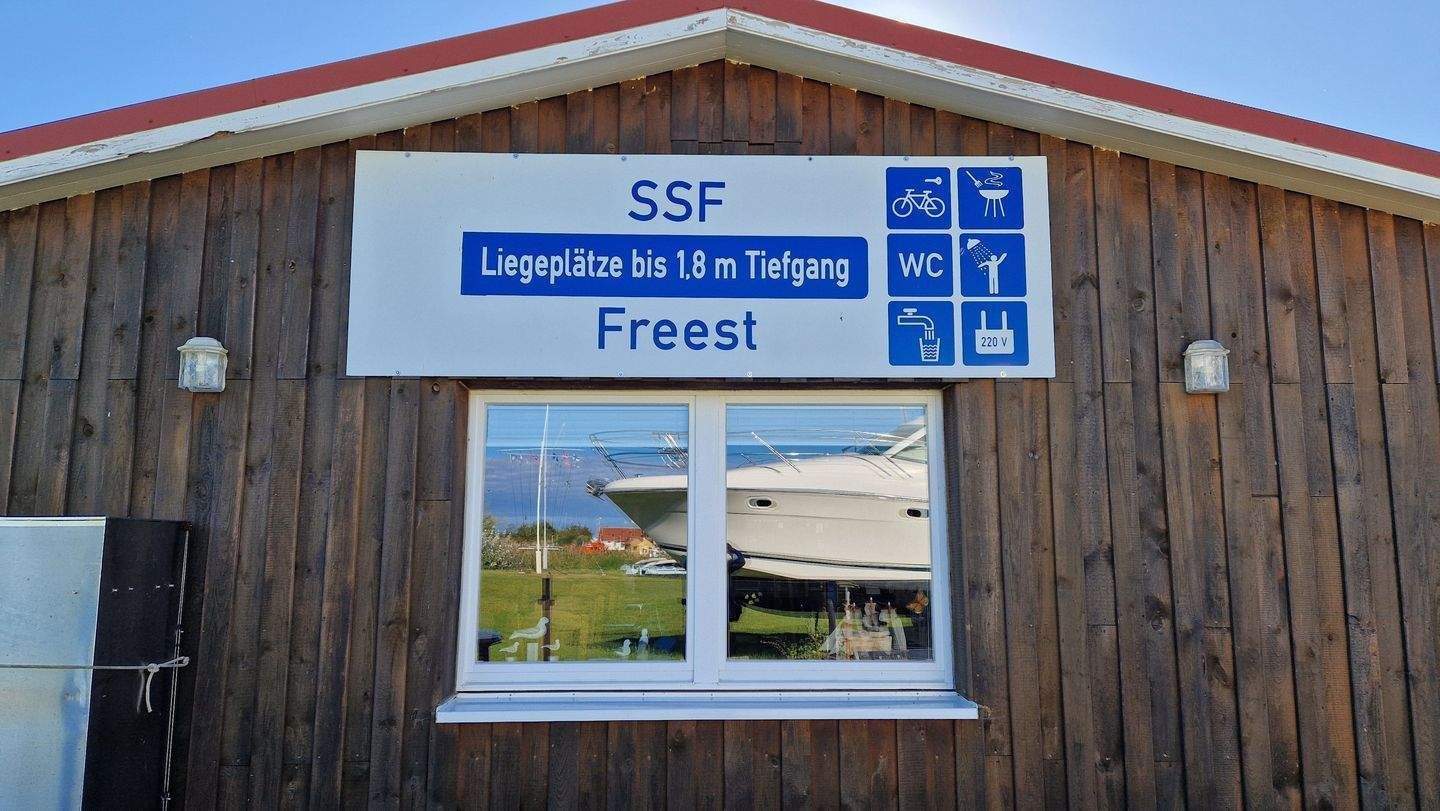 SSF
Liegeplätze bis 1,8 m Tiefgang
Freest
WC
220 V